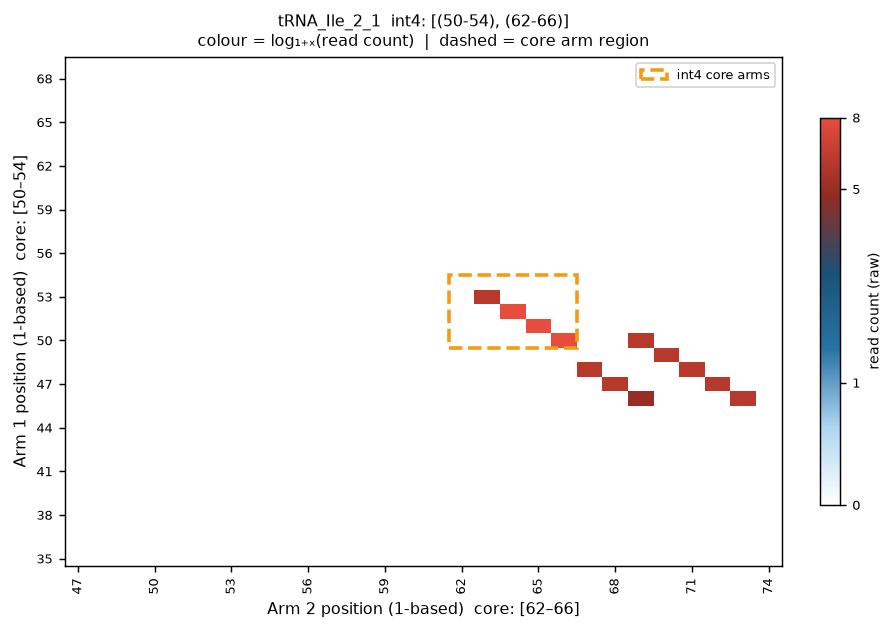 tRNA_Ile_2_1  int4: [(50-54), (62-66)]
colour = log₁₊ₓ(read count)  |  dashed = core arm region
int4 core arms
Arm 1 position (1-based)  core: [50–54]
68
65
62
59
56
53
50
47
44
41
38
35
47 50 53 56 59 62 65 68 71 74
Arm 2 position (1-based)  core: [62–66]
8
5
1
0
read count (raw)